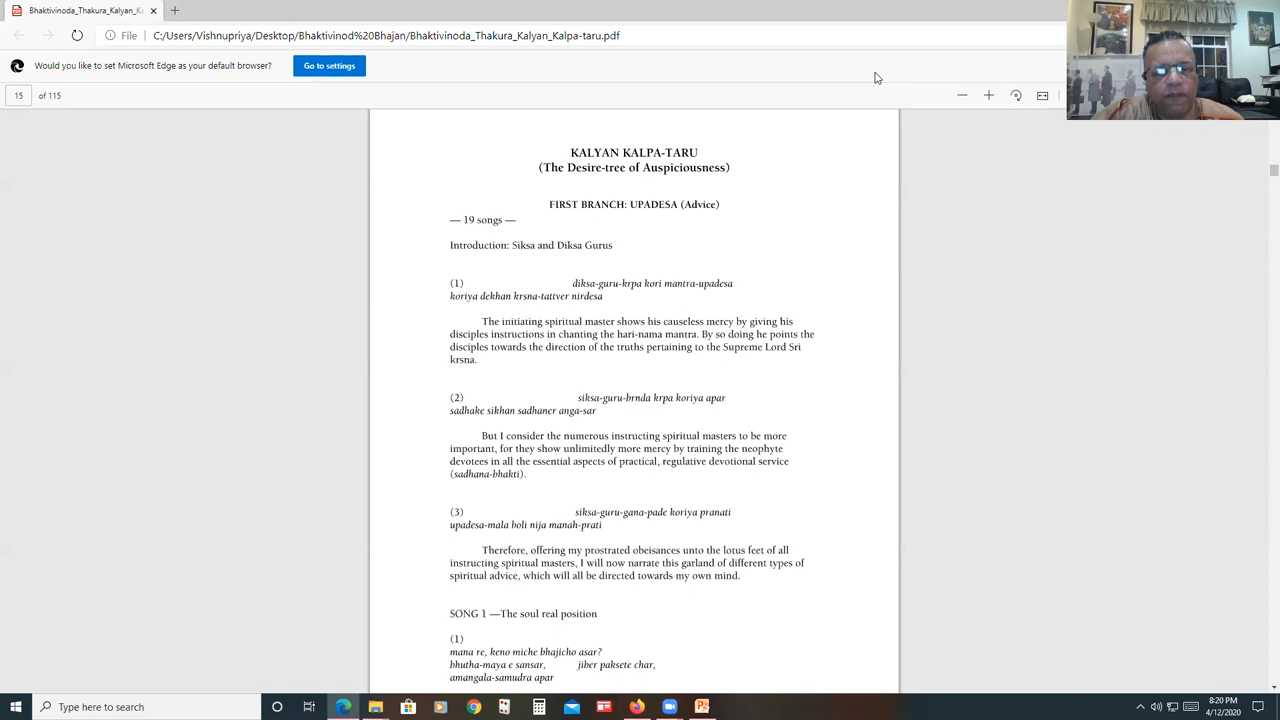 Bhaktivinoda_Thakura_Kalyan_Ka
File
C:/Users/Vishnupriya/Desktop/Bhaktivinod%20Bhajan/Bhaktivinoda_Thakura_Kalyan_Kalpa-taru.pdf
Would you like to set Microsoft Edge as your default browser?
Go to settings
15 of 115
KALYAN KALPA-TARU
(The Desire-tree of Auspiciousness)
FIRST BRANCH: UPADESA (Advice)
— 19 songs —
Introduction: Siksa and Diksa Gurus
(1) diksa-guru-krpa kori mantra-upadesa
koriya dekhan krsna-tattver nirdesa
The initiating spiritual master shows his causeless mercy by giving his
disciples instructions in chanting the hari-nama mantra. By so doing he points the
disciples towards the direction of the truths pertaining to the Supreme Lord Sri
krsna.
(2) siksa-guru-brnda krpa koriya apar
sadhake sikhan sadhaner anga-sar
But I consider the numerous instructing spiritual masters to be more
important, for they show unlimitedly more mercy by training the neophyte
devotees in all the essential aspects of practical, regulative devotional service
(sadhana-bhakti).
(3) siksa-guru-gana-pade koriya pranati
upadesa-mala boli nija manah-prati
Therefore, offering my prostrated obeisances unto the lotus feet of all
instructing spiritual masters, I will now narrate this garland of different types of
spiritual advice, which will all be directed towards my own mind.
SONG 1 —The soul real position
(1)
mana re, keno miche bhajicho asar?
bhutha-maya e sansar, jiber paksete char,
amangala-samudra apar
Type here to search
8:20 PM
4/12/2020